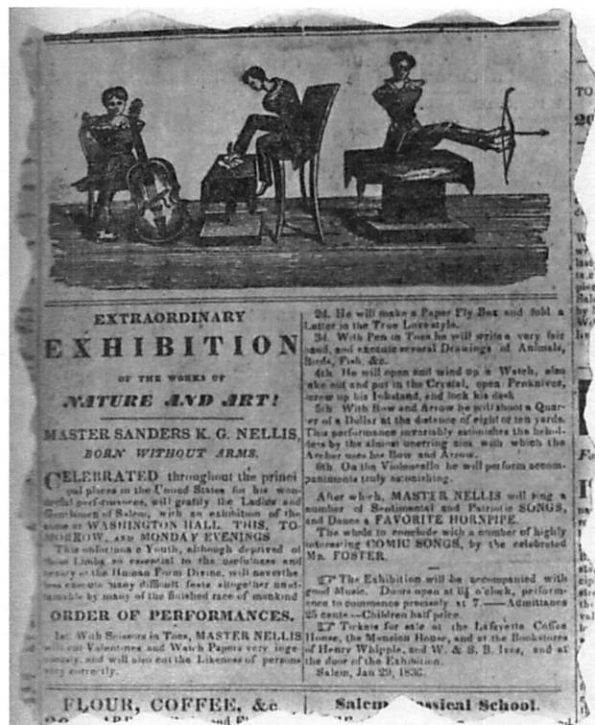 EXTRAORDINARY
EXHIBITION
OF THE WORKS OF
NATURE AND ART!
MASTER SANDERS K. G. NELLIS,
BORN WITHOUT ARMS.
CELEBRATED throughout the princi
pal places in the United States for his won-
derful performances, will gratify the Ladies and
Gentlemen of Salem, with an exhibition of the
same at WASHINGTON HALL, THIS, TO-
MORROW, AND MONDAY EVENINGS
This unfortunate Youth, although deprived of
those Limbs so essential to the usefulness and
beauty of the Human Form Divine, will neverthe
less execute many difficult feats altogether unat-
tainable by many of the finished race of mankind
ORDER OF PERFORMANCES.
1st. With Scissors in Toes, MASTER NELLIS
will cut Valentines and Watch Papers very inge
niously, and will also cut the Likeness of persons
very correctly.
2d. He will make a Paper Fly Box and fold a
Letter in the True Love style.
3d. With Pen in Toes he will write a very fair
hand, and execute several Drawings of Animals,
Birds, Fish, &c.
4th. He will open and wind up a Watch, also
take out and put in the Crystal, open Penknives,
screw up his Inkstand, and lock his desk
5th. With Bow and Arrow he will shoot a Quar-
ter of a Dollar at the distance of eight or ten yards.
This performance invariably astonishes the behol-
ders by the almost unerring aim with which the
Archer uses his Bow and Arrow.
6th. On the Violoncello he will perform accom-
paniments truly astonishing.
After which, MASTER NELLIS will sing a
number of Sentimental and Patriotic SONGS,
and Dance a FAVORITE HORNPIPE.
The whole to conclude with a number of highly
interesting COMIC SONGS, by the celebrated
MR. FOSTER.
☞ The Exhibition will be accompanied with
good Music. Doors open at o'clock, perform-
ence to commence precisely at 7.—Admittance
25 cents—Children half price.
☞ Tickets for sale at the Lafayette Coffee
House, the Mansion House, and at the Bookstores
of Henry Whipple, and W. & S. B. Ives, and at
the door of the Exhibition.
Salem, Jan 29, 1836.
FLOUR, COFFEE, &c
Salem Classical School.
TO